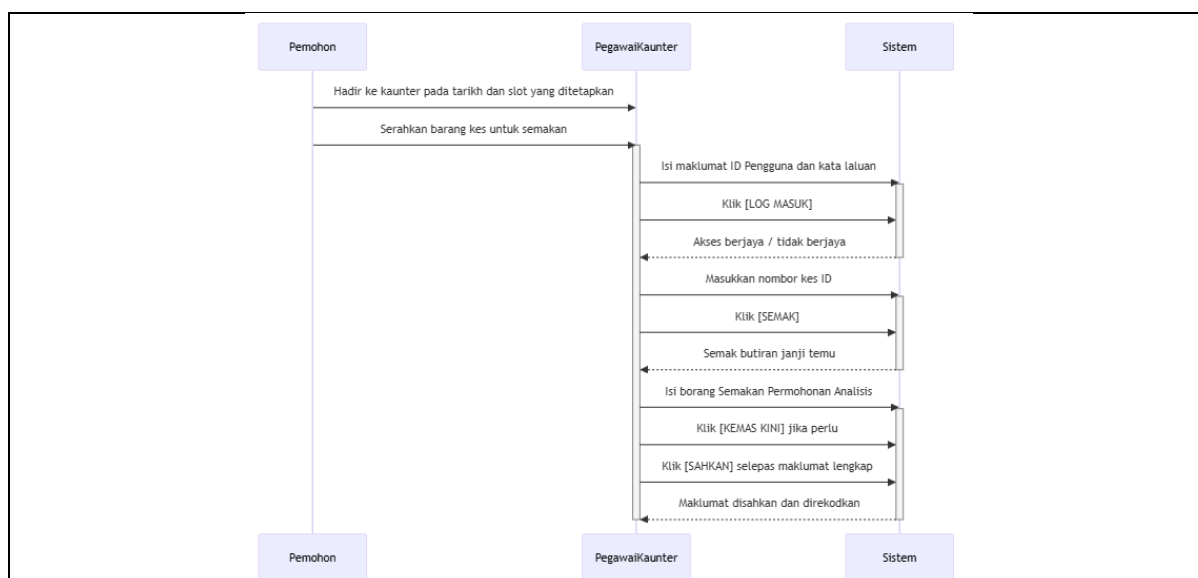 Pemohon
PegawaiKaunter
Sistem
Hadir ke kaunter pada tarikh dan slot yang ditetapkan
Serahkan barang kes untuk semakan
Isi maklumat ID Pengguna dan kata laluan
Klik [LOG MASUK]
Akses berjaya / tidak berjaya
Masukkan nombor kes ID
Klik [SEMAK]
Semak butiran janji temu
Isi borang Semakan Permohonan Analisis
Klik [KEMAS KINI] jika perlu
Klik [SAHKAN] selepas maklumat lengkap
Maklumat disahkan dan direkodkan
Pemohon
PegawaiKaunter
Sistem